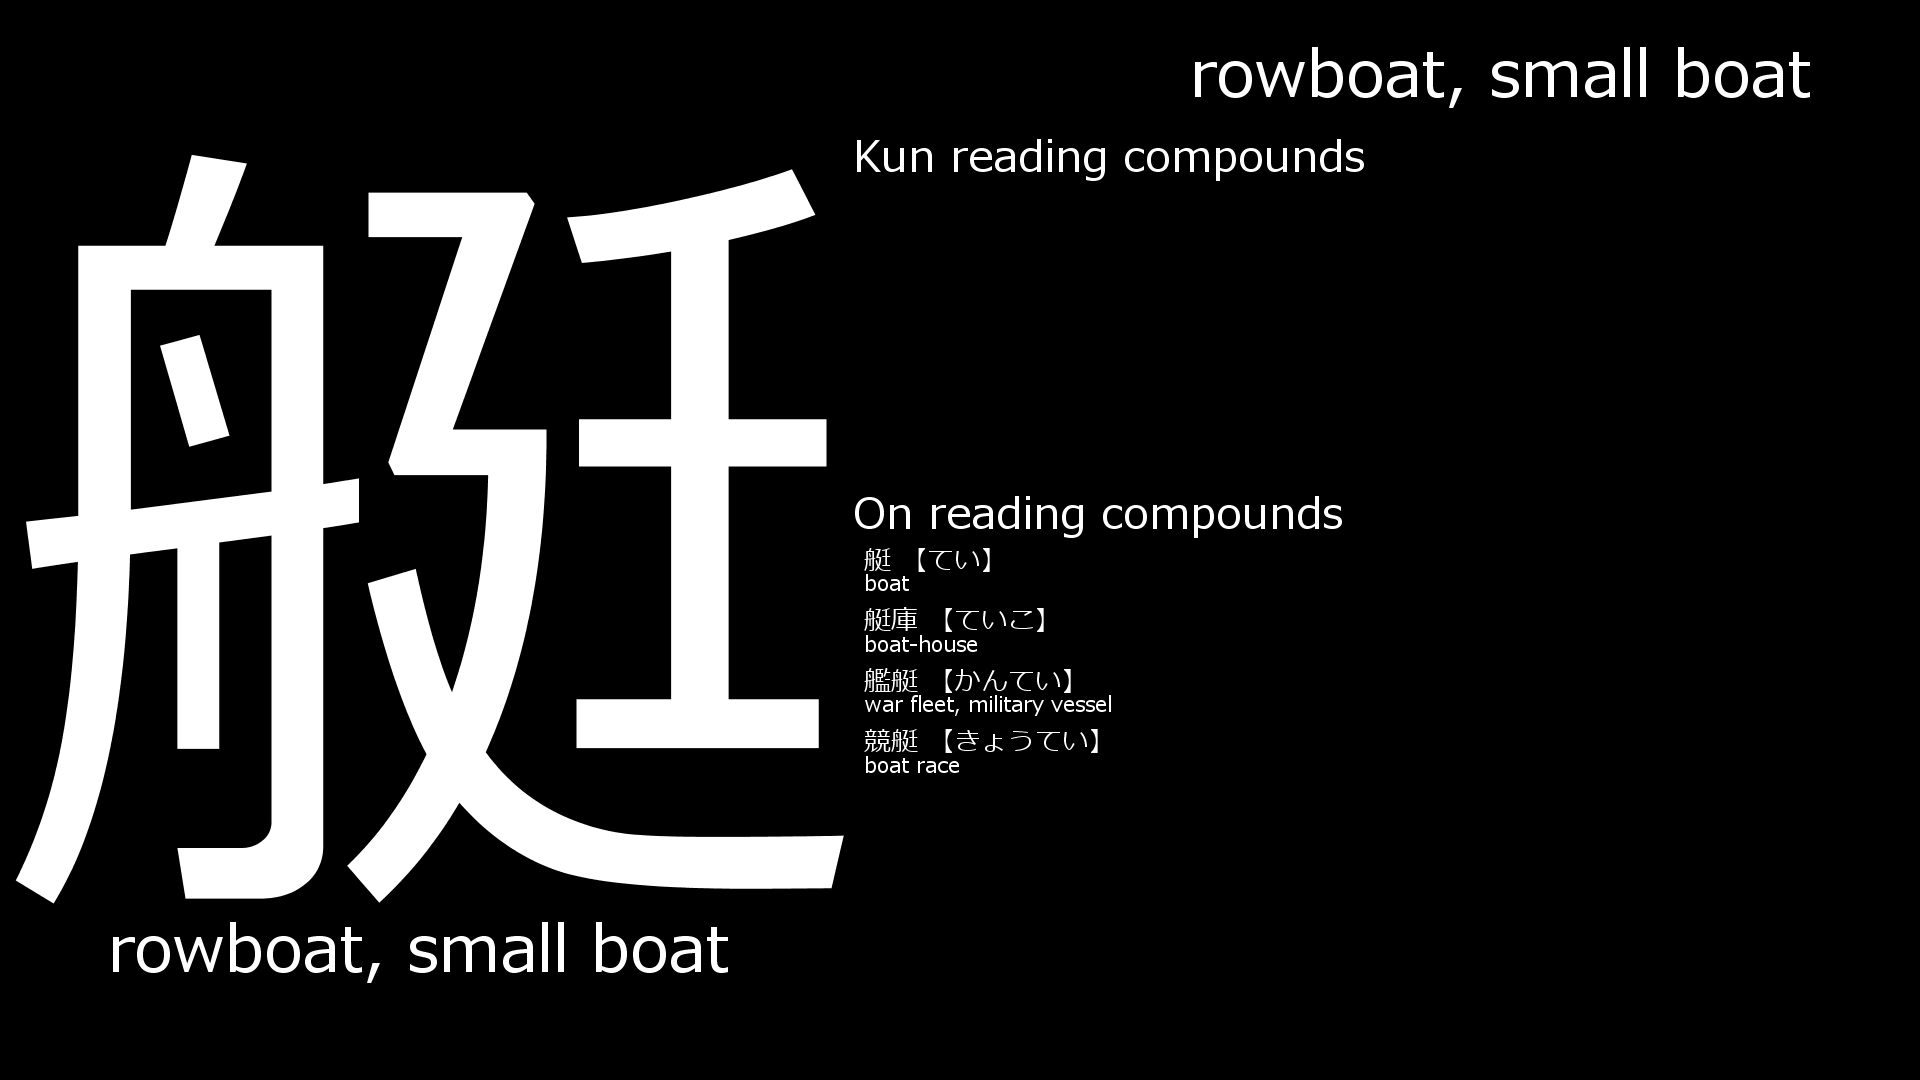 艇
rowboat, small boat
rowboat, small boat
Kun reading compounds
On reading compounds
艇 【てい】
boat
艇庫 【ていこ】
boat-house
艦艇 【かんてい】
war fleet, military vessel
競艇 【きょうてい】
boat race